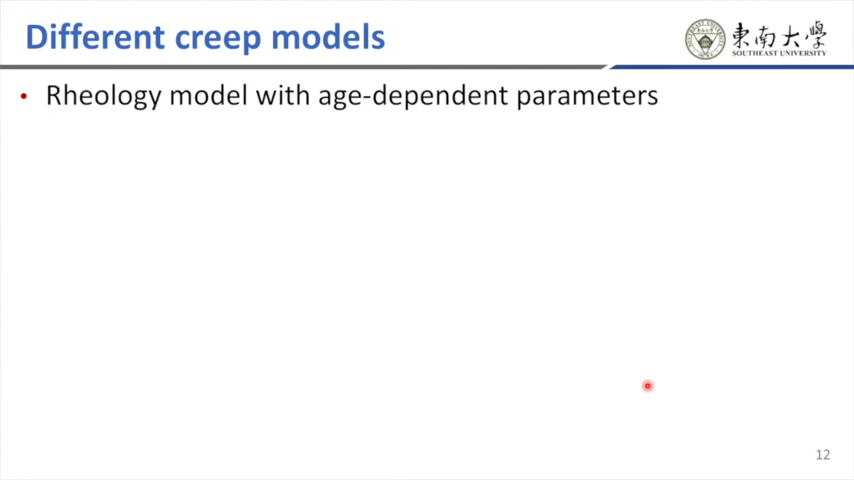 Different creep models
東南大學
SOUTHEAST UNIVERSITY
• Rheology model with age-dependent parameters
12